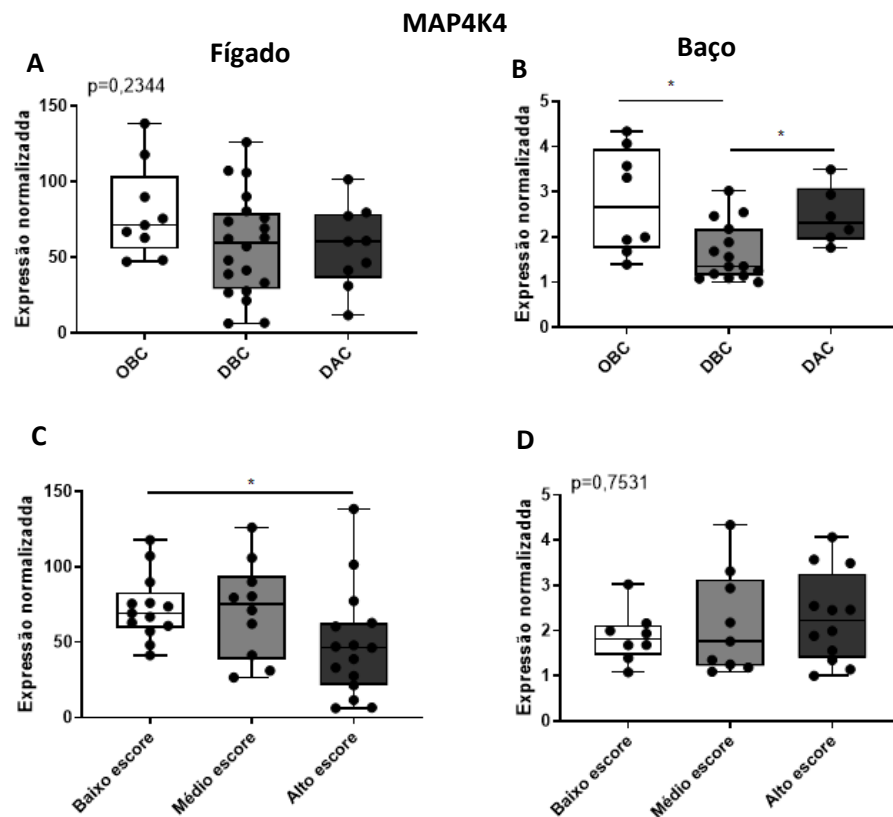 MAP4K4
Fígado
Baço
A
p=0,2344
Expressão normalizadda
150
100
50
0
OBC
DBC
DAC
B
*
*
Expressão normalizadda
5
4
3
2
1
0
OBC
DBC
DAC
C
*
Expressão normalizadda
150
100
50
0
Baixo escore
Médio escore
Alto escore
D
p=0,7531
Expressão normalizadda
5
4
3
2
1
0
Baixo escore
Médio escore
Alto escore